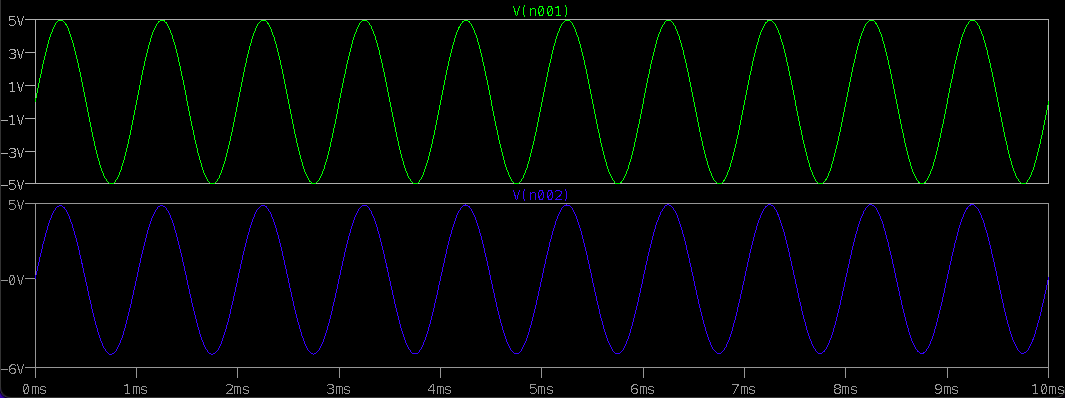 V(n001)
5V
3V
1V
-1V
-3V
-5V
V(n002)
5V
-0V
-6V
0ms 1ms 2ms 3ms 4ms 5ms 6ms 7ms 8ms 9ms 10ms